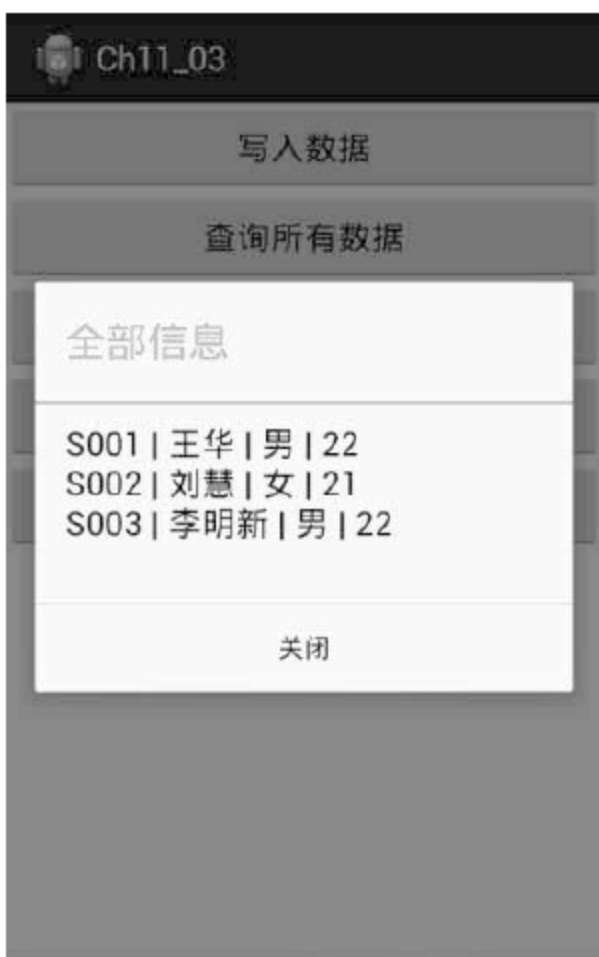 Ch11_03
写入数据
查询所有数据
全部信息
S001 | 王华 | 男 | 22
S002 | 刘慧 | 女 | 21
S003 | 李明新 | 男 | 22
关闭